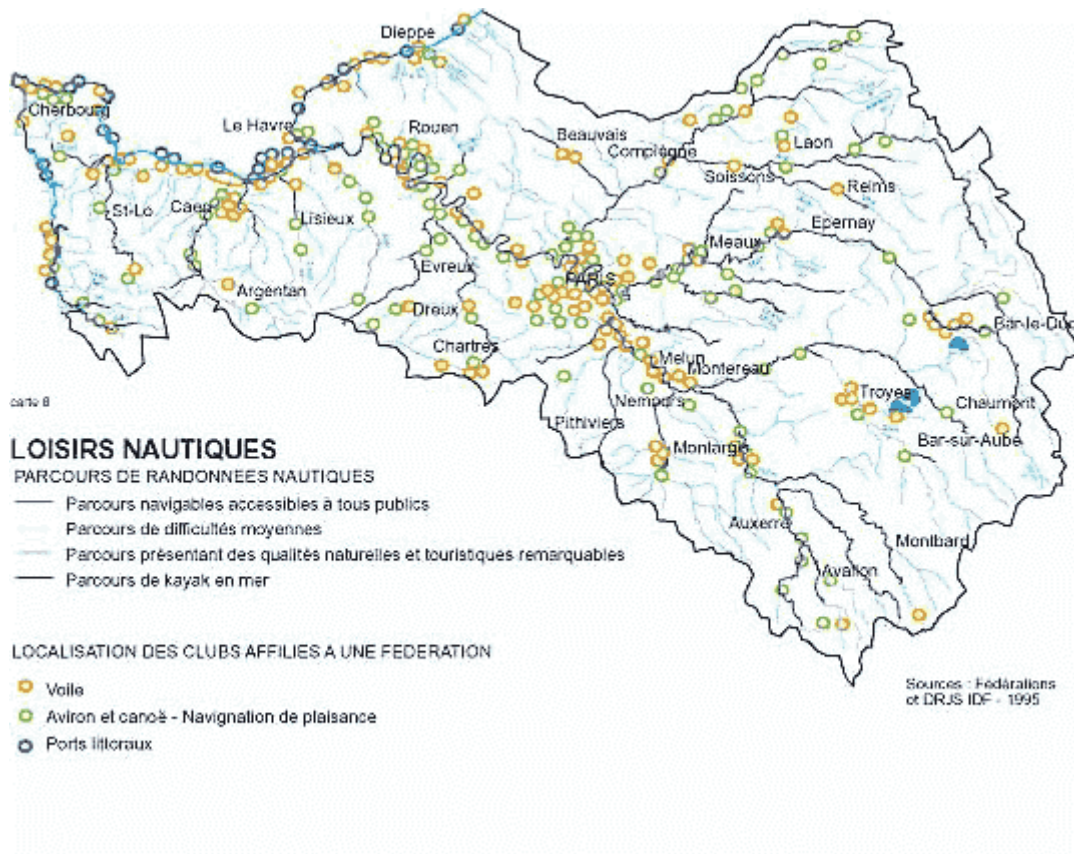 Dieppe
Cherbourg
Le Havre
Rouen
Beauvais
Compiègne
Laon
Soissons
Reims
St-Lô
Caen
Lisieux
Epernay
Meaux
Evreux
PARIS
Argentan
Dreux
Bar-le-Duc
Chartres
Melun
Montereau
Troyes
Chaumont
Nemours
Pithiviers
Bar-sur-Aube
Montargis
Auxerre
Montbard
Avallon
carte 8
LOISIRS NAUTIQUES
PARCOURS DE RANDONNEES NAUTIQUES
Parcours navigables accessibles à tous publics
Parcours de difficultés moyennes
Parcours présentant des qualités naturelles et touristiques remarquables
Parcours de kayak en mer
LOCALISATION DES CLUBS AFFILIES A UNE FEDERATION
Voile
Aviron et canoë - Navignation de plaisance
Ports littoraux
Sources : Fédérations
et DRJS IDF - 1995